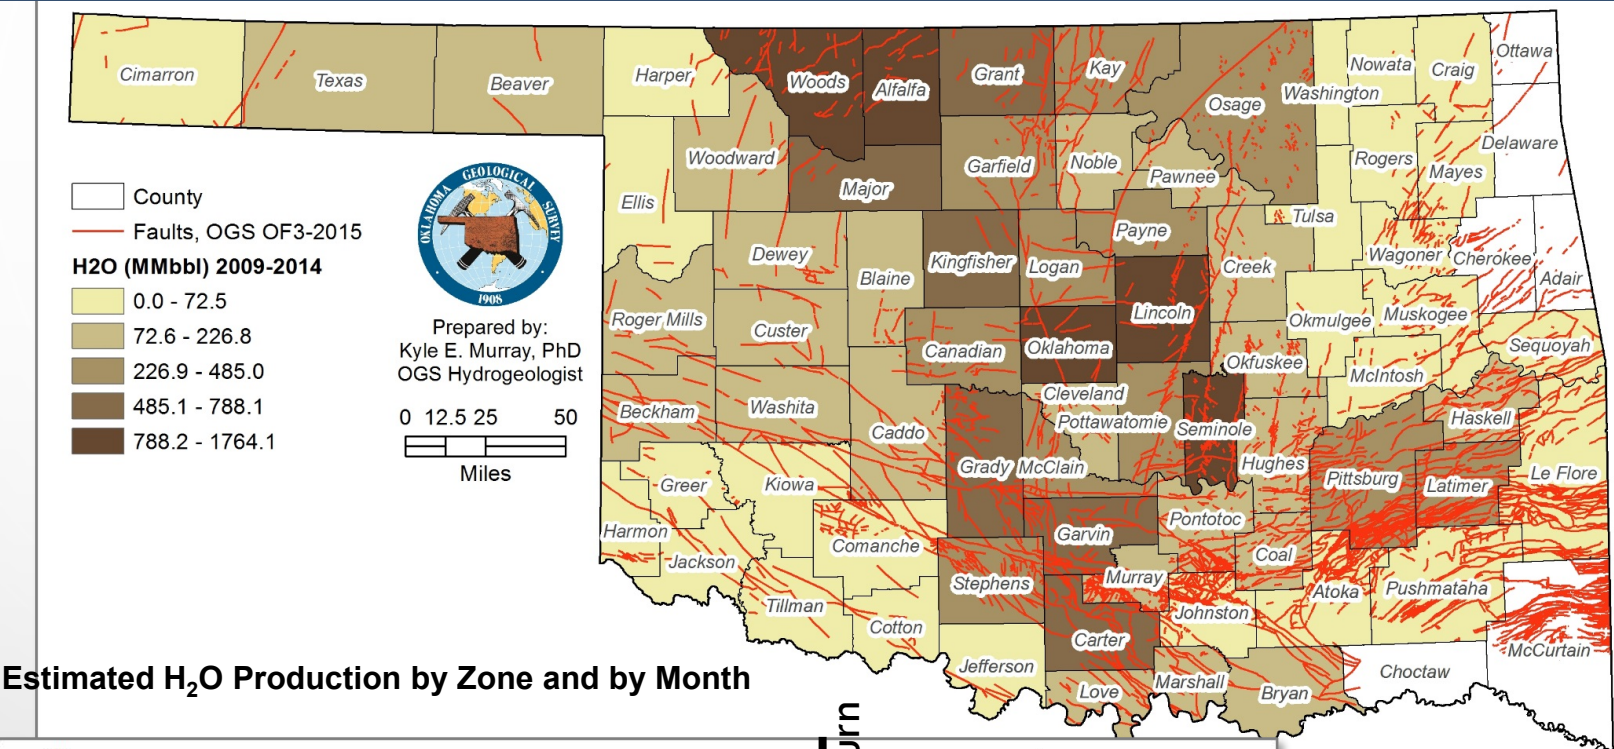 Cimarron
Texas
Beaver
Harper
Woods
Alfalfa
Grant
Kay
Osage
Washington
Nowata
Craig
Ottawa
Delaware
Woodward
Ellis
Major
Garfield
Noble
Pawnee
Rogers
Mayes
Tulsa
Dewey
Blaine
Kingfisher
Logan
Payne
Creek
Wagoner
Cherokee
Adair
Roger Mills
Custer
Canadian
Oklahoma
Lincoln
Okmulgee
Muskogee
Okfuskee
Sequoyah
McIntosh
Beckham
Washita
Caddo
Cleveland
Pottawatomie
Seminole
Haskell
Grady
McClain
Hughes
Pittsburg
Latimer
Le Flore
Greer
Kiowa
Harmon
Jackson
Comanche
Garvin
Pontotoc
Coal
Stephens
Murray
Johnston
Atoka
Pushmataha
Tillman
Cotton
Carter
McCurtain
Jefferson
Love
Marshall
Bryan
Choctaw
County
Faults, OGS OF3-2015
H2O (MMbbl) 2009-2014
0.0 - 72.5
72.6 - 226.8
226.9 - 485.0
485.1 - 788.1
788.2 - 1764.1
OKLAHOMA GEOLOGICAL SURVEY
1908
Prepared by:
Kyle E. Murray, PhD
OGS Hydrogeologist
0 12.5 25 50
Miles
Estimated H₂O Production by Zone and by Month
urn